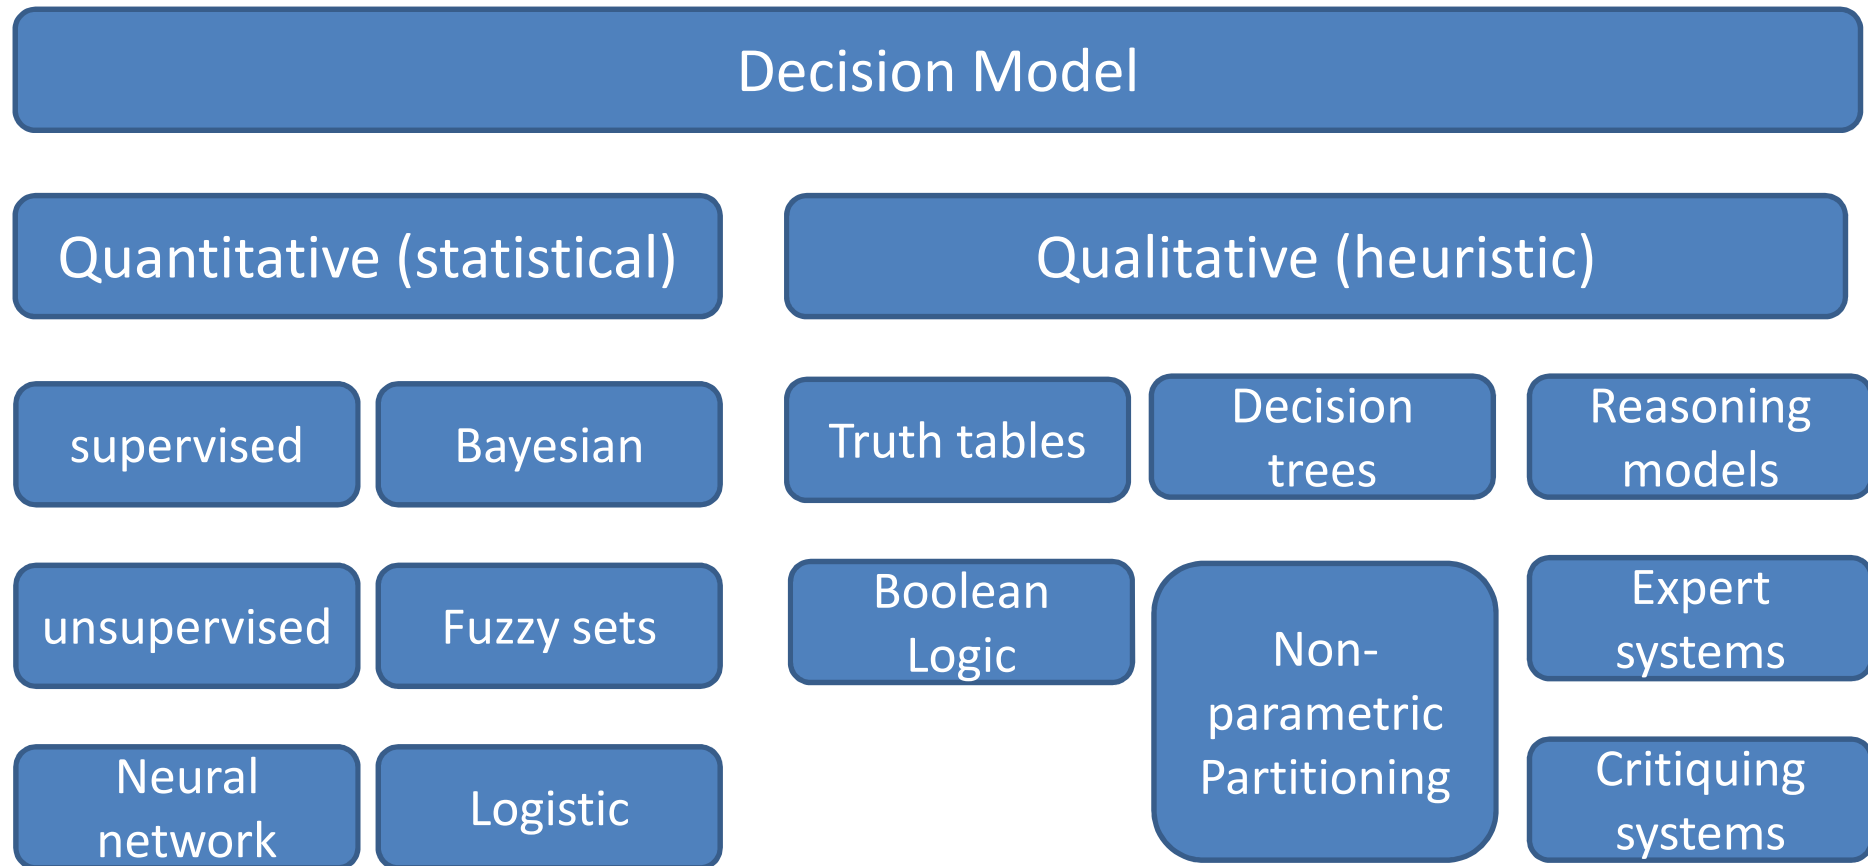 Decision Model
Quantitative (statistical)
Qualitative (heuristic)
supervised
Bayesian
Truth tables
Decision
trees
Reasoning
models
unsupervised
Fuzzy sets
Boolean
Logic
Non-
parametric
Partitioning
Expert
systems
Neural
network
Logistic
Critiquing
systems